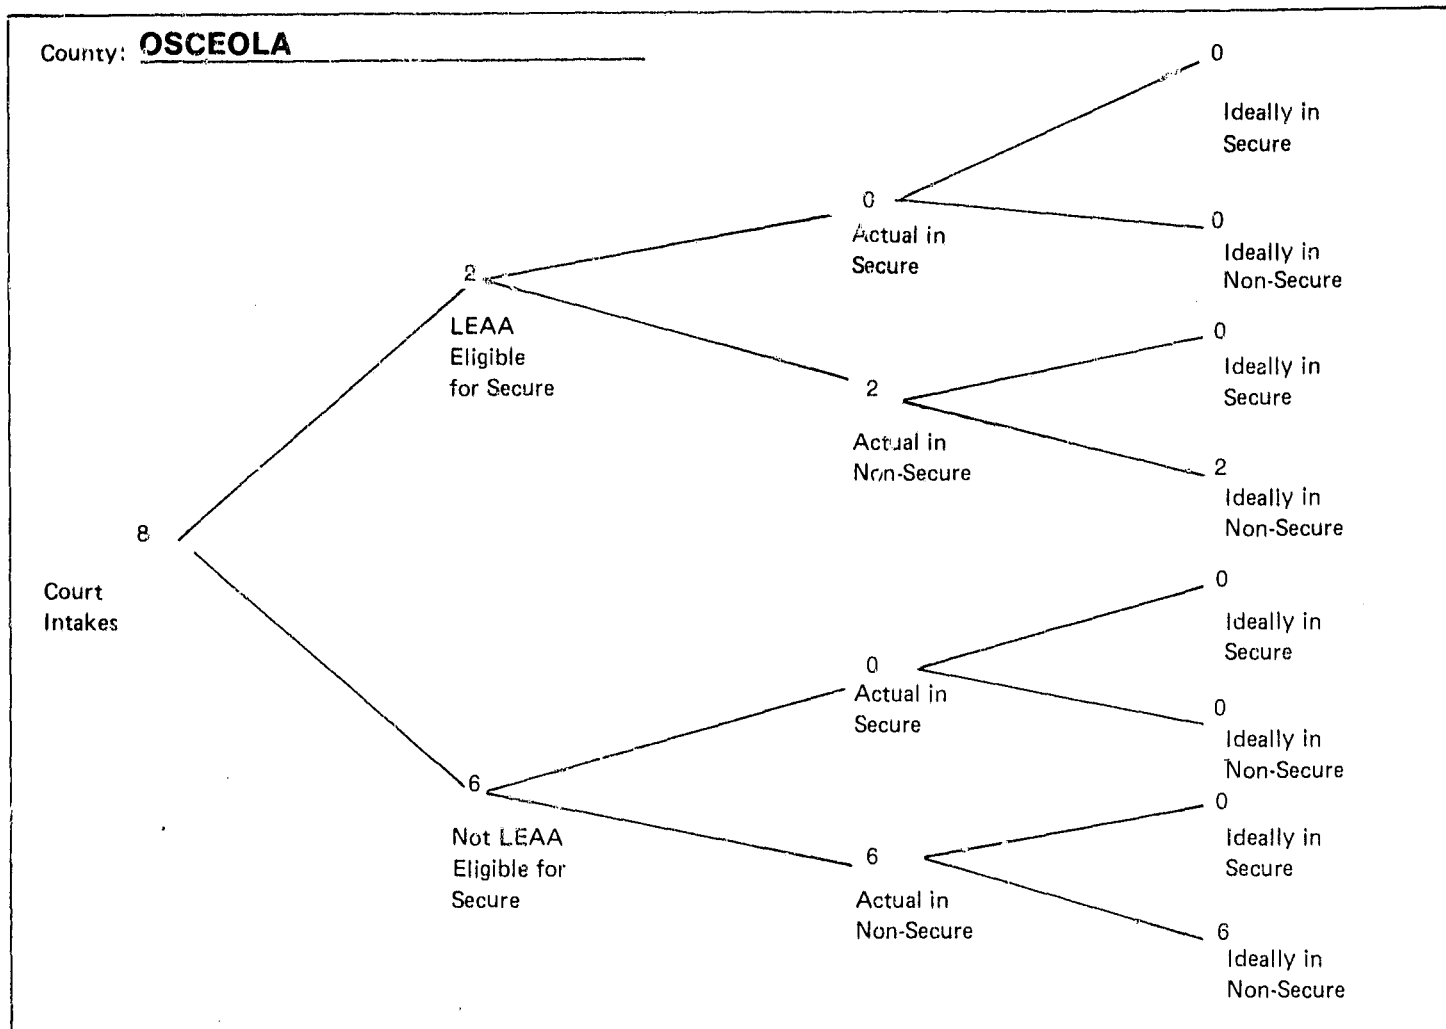 County: OSCEOLA
8
Court
Intakes
2
LEAA
Eligible
for Secure
6
Not LEAA
Eligible for
Secure
0
Actual in
Secure
2
Actual in
Non-Secure
0
Actual in
Secure
6
Actual in
Non-Secure
0
Ideally in
Secure
0
Ideally in
Non-Secure
0
Ideally in
Secure
2
Ideally in
Non-Secure
0
Ideally in
Secure
0
Ideally in
Non-Secure
0
Ideally in
Secure
6
Ideally in
Non-Secure